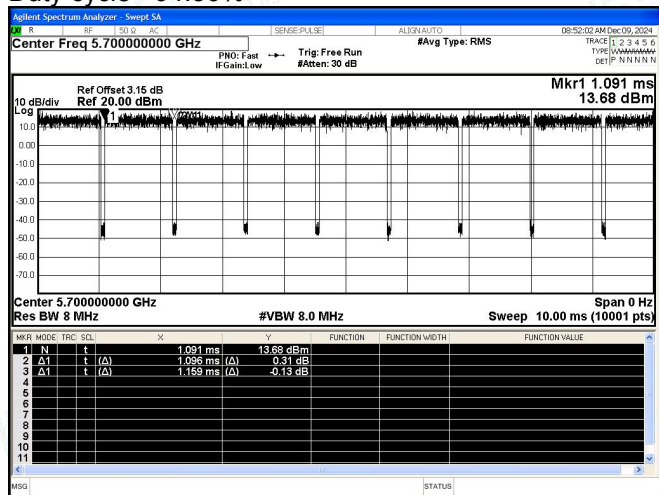 Agilent Spectrum Analyzer - Swept SA
LXI R RF 50 Ω AC SENSE:PULSE ALIGN AUTO 08:52:02 AM Dec 09, 2024
Center Freq 5.700000000 GHz #Avg Type: RMS TRACE 1 2 3 4 5 6
PNO: Fast Trig: Free Run TYPE
IFGain:Low #Atten: 30 dB DET P N N N N N
Ref Offset 3.15 dB Mkr1 1.091 ms
10 dB/div Ref 20.00 dBm 13.68 dBm
Log
1
10.0
0.00
-10.0
-20.0
-30.0
-40.0
-50.0
-60.0
-70.0
Center 5.700000000 GHz Span 0 Hz
Res BW 8 MHz #VBW 8.0 MHz Sweep 10.00 ms (10001 pts)
MKR MODE TRC SCL X Y FUNCTION FUNCTION WIDTH FUNCTION VALUE
1 N t 1.091 ms 13.68 dBm
2 Δ1 t (Δ) 1.096 ms (Δ) 0.31 dB
3 Δ1 t (Δ) 1.159 ms (Δ) -0.13 dB
4
5
6
7
8
9
10
11
MSG STATUS